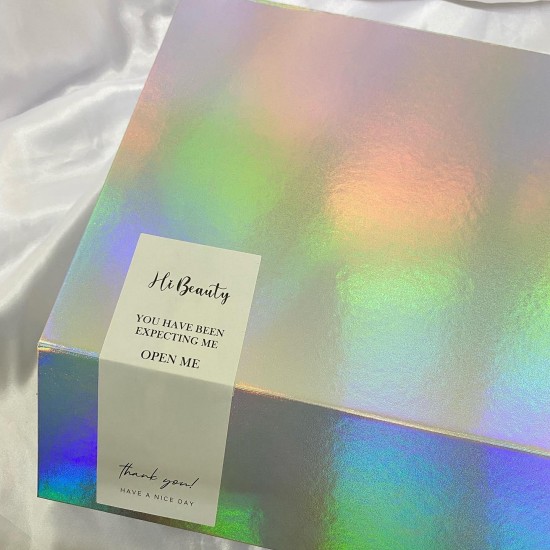 Hi Beauty
YOU HAVE BEEN
EXPECTING ME
OPEN ME
thank you!
HAVE A NICE DAY